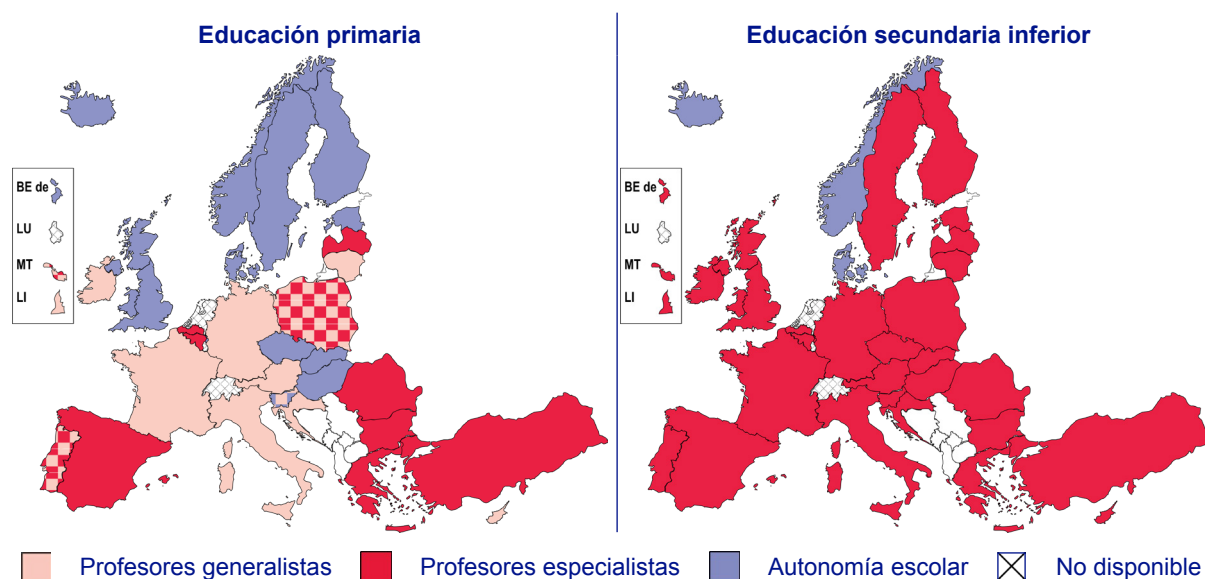 Educación primaria
Educación secundaria inferior
BE de
LU
MT
LI
BE de
LU
MT
LI
Profesores generalistas
Profesores especialistas
Autonomía escolar
No disponible